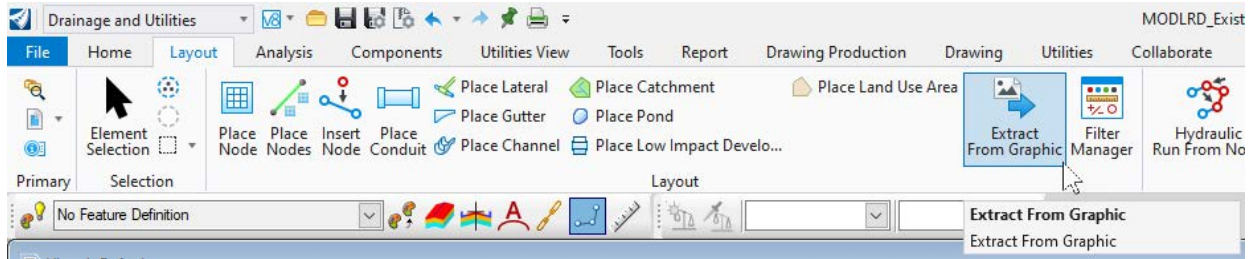 Drainage and Utilities
MODLRD_Exist
File Home Layout Analysis Components Utilities View Tools Report Drawing Production Drawing Utilities Collaborate
Element Selection
Place Node
Place Nodes
Insert Node
Place Conduit
Place Lateral
Place Gutter
Place Channel
Place Catchment
Place Pond
Place Low Impact Develo...
Place Land Use Area
Extract From Graphic
Filter Manager
Hydraulic
Run From No
Primary Selection Layout
No Feature Definition
Extract From Graphic
Extract From Graphic